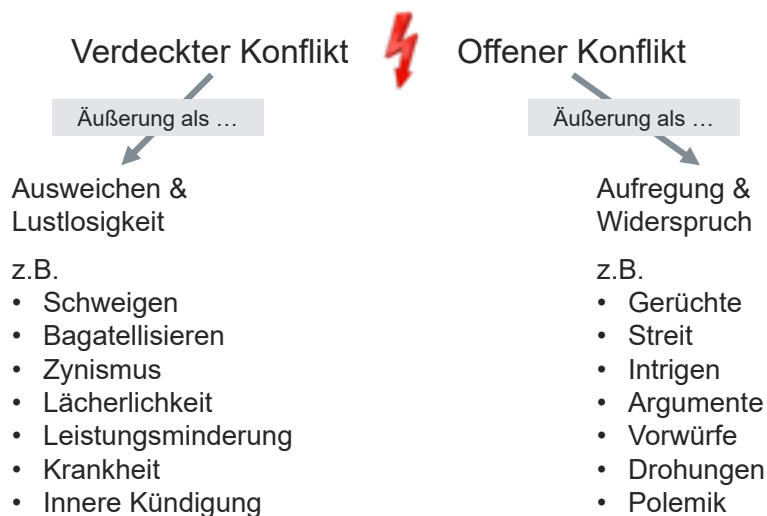 Verdeckter Konflikt
Äußerung als …
Ausweichen &
Lustlosigkeit
z.B.
• Schweigen
• Bagatellisieren
• Zynismus
• Lächerlichkeit
• Leistungsminderung
• Krankheit
• Innere Kündigung
Offener Konflikt
Äußerung als …
Aufregung &
Widerspruch
z.B.
• Gerüchte
• Streit
• Intrigen
• Argumente
• Vorwürfe
• Drohungen
• Polemik